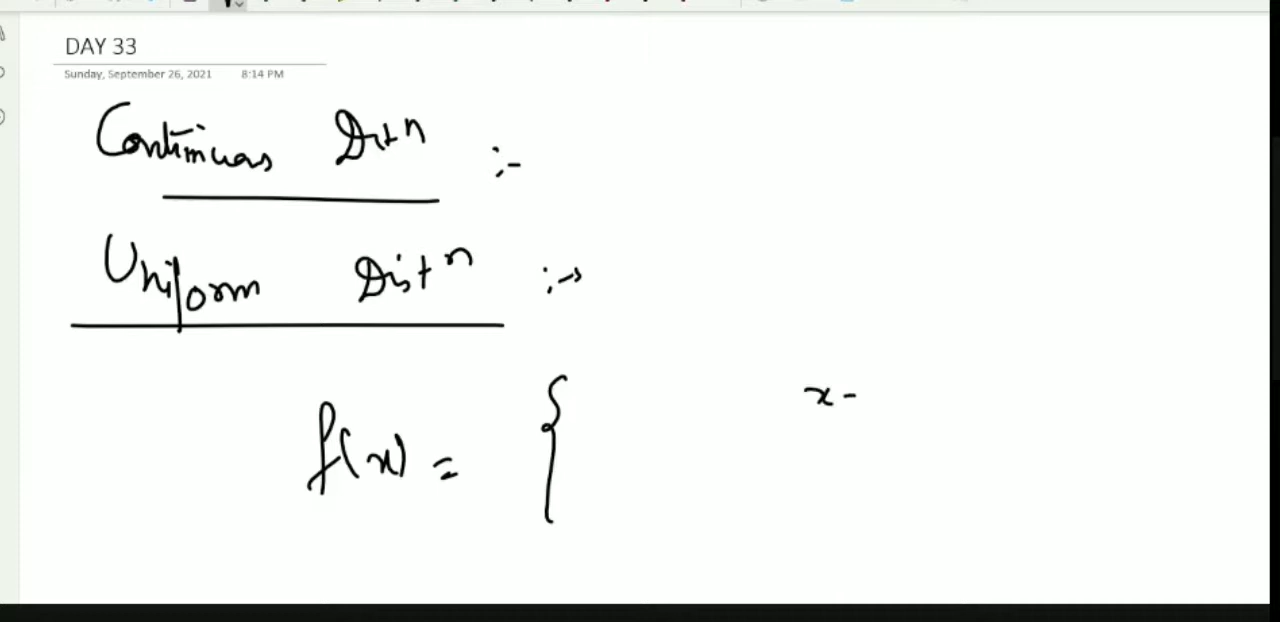 DAY 33
Sunday, September 26, 2021 8:14 PM
Continuous Distn :-
Uniform Distn :→
f(x) = { x -